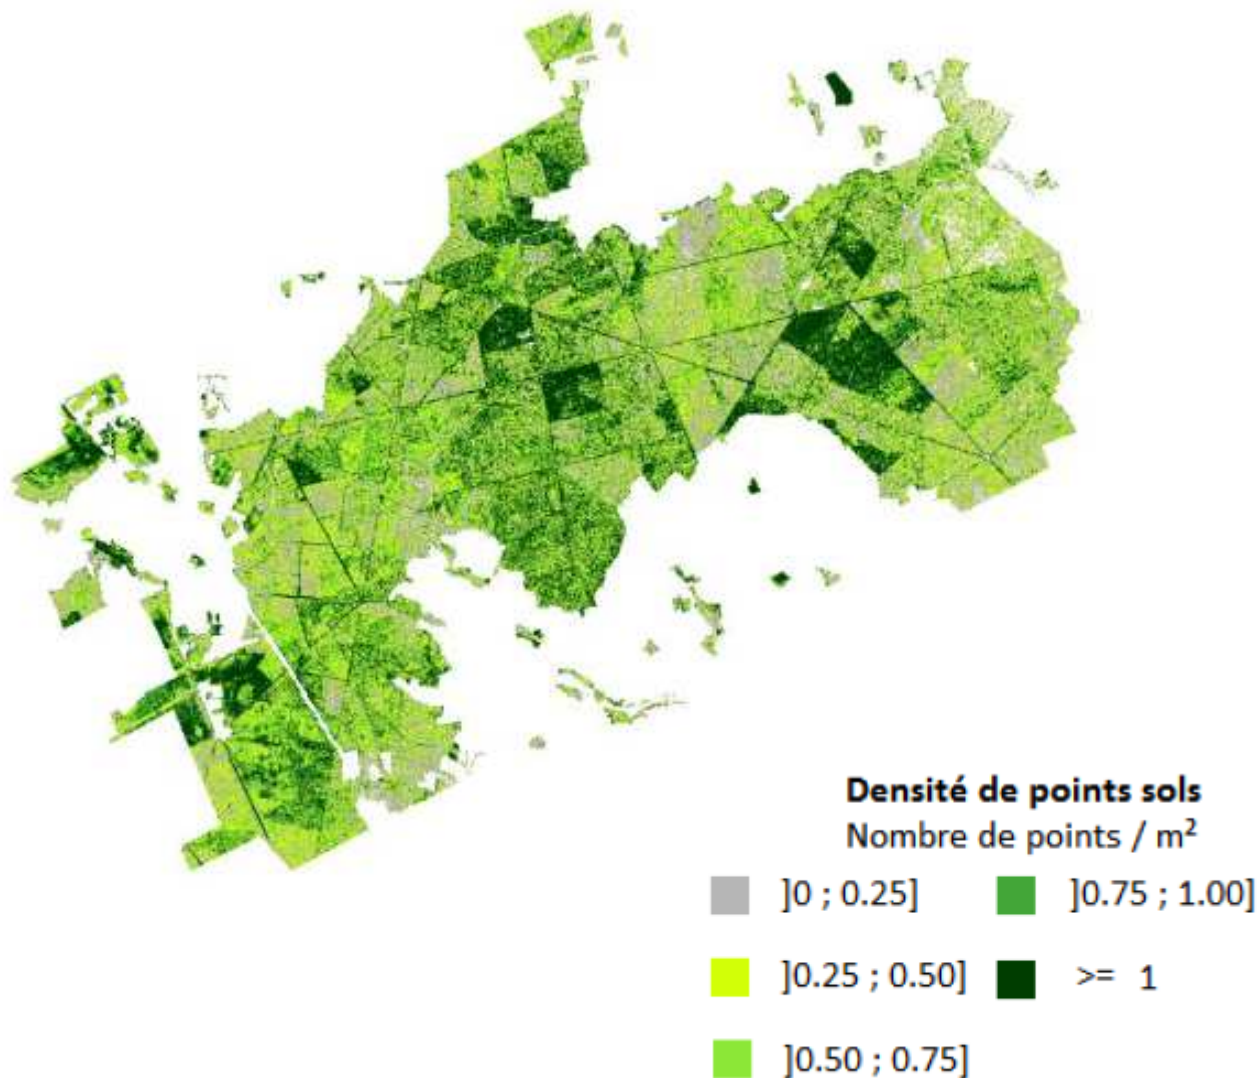 Densité de points sols
Nombre de points / m²
]0 ; 0.25]
]0.75 ; 1.00]
]0.25 ; 0.50]
>= 1
]0.50 ; 0.75]